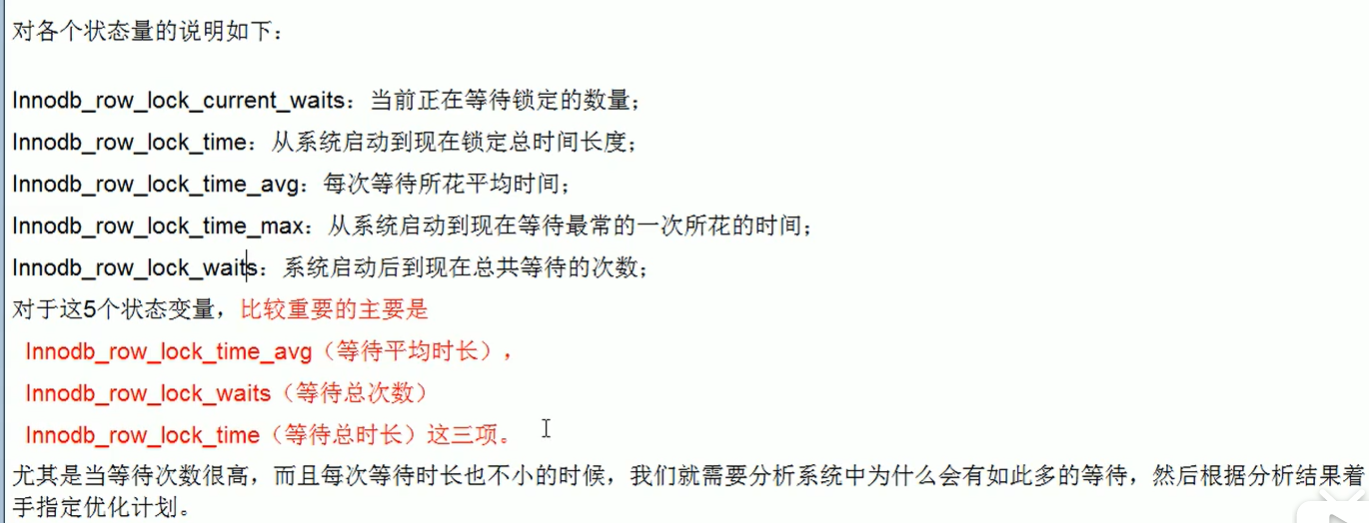 对各个状态量的说明如下：
Innodb_row_lock_current_waits：当前正在等待锁定的数量；
Innodb_row_lock_time：从系统启动到现在锁定总时间长度；
Innodb_row_lock_time_avg：每次等待所花平均时间；
Innodb_row_lock_time_max：从系统启动到现在等待最常的一次所花的时间；
Innodb_row_lock_waits：系统启动后到现在总共等待的次数；
对于这5个状态变量，比较重要的主要是
Innodb_row_lock_time_avg（等待平均时长），
Innodb_row_lock_waits（等待总次数）
Innodb_row_lock_time（等待总时长）这三项。
尤其是当等待次数很高，而且每次等待时长也不小的时候，我们就需要分析系统中为什么会有如此多的等待，然后根据分析结果着
手指定优化计划。